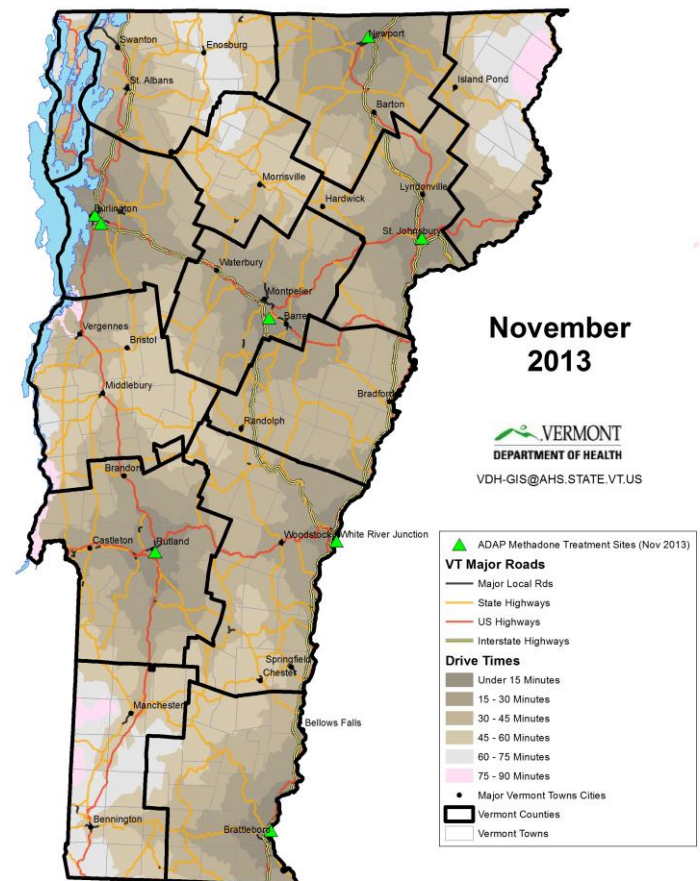 Newport
Swanton
Enosburg
Island Pond
St. Albans
Barton
Morrisville
Lyndonville
Hardwick
Burlington
St. Johnsbury
Waterbury
Montpelier
Barre
Vergennes
Bristol
Middlebury
Bradford
Randolph
Brandon
Woodstock
White River Junction
Castleton
Rutland
Springfield
Chester
Manchester
Bellows Falls
Bennington
Brattleboro
November
2013
VERMONT
DEPARTMENT OF HEALTH
VDH-GIS@AHS.STATE.VT.US
ADAP Methadone Treatment Sites (Nov 2013)
VT Major Roads
Major Local Rds
State Highways
US Highways
Interstate Highways
Drive Times
Under 15 Minutes
15 - 30 Minutes
30 - 45 Minutes
45 - 60 Minutes
60 - 75 Minutes
75 - 90 Minutes
Major Vermont Towns Cities
Vermont Counties
Vermont Towns